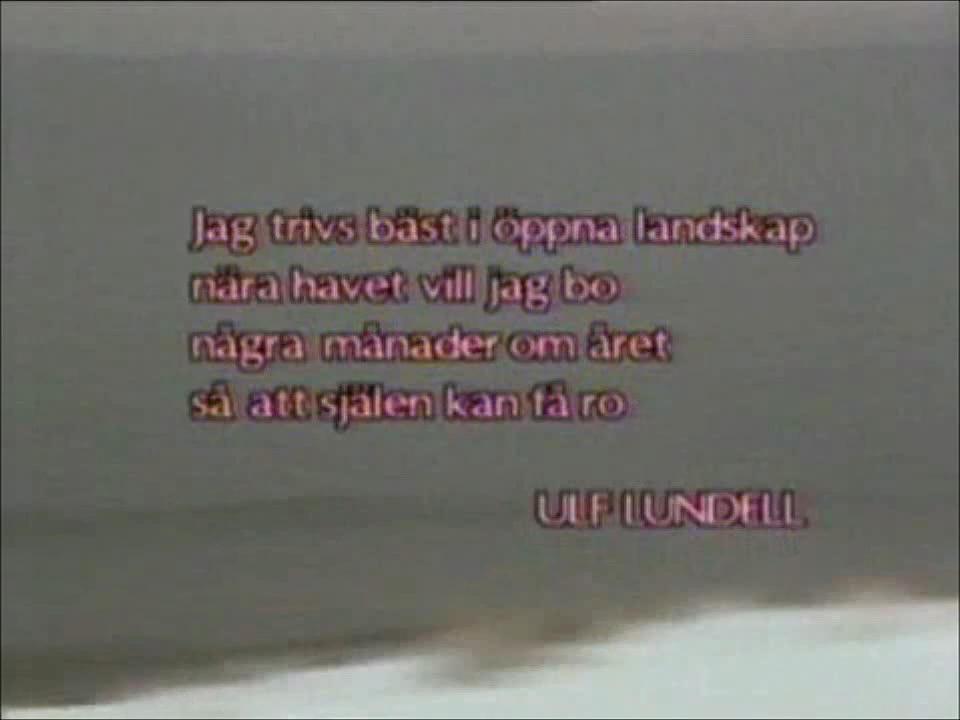 Jag trivs bäst i öppna landskap
nära havet vill jag bo
några månader om året
så att själen kan få ro
ULF LUNDELL